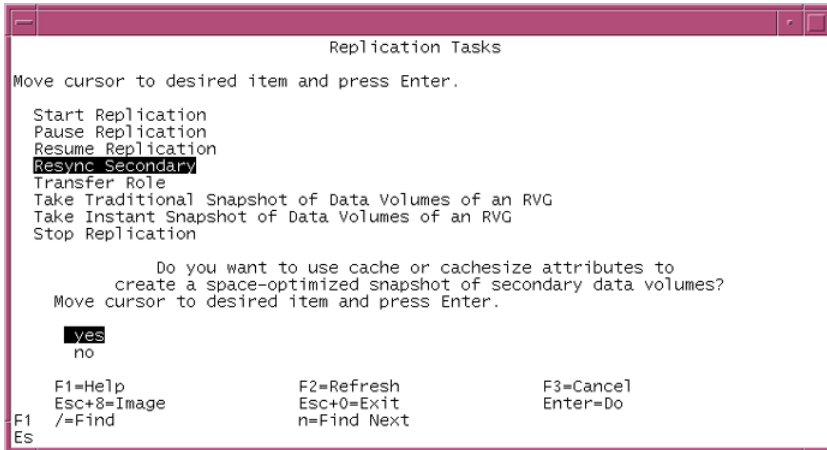 Replication Tasks
Move cursor to desired item and press Enter.
Start Replication
Pause Replication
Resume Replication
Resync Secondary
Transfer Role
Take Traditional Snapshot of Data Volumes of an RVG
Take Instant Snapshot of Data Volumes of an RVG
Stop Replication
Do you want to use cache or cachesize attributes to
create a space-optimized snapshot of secondary data volumes?
Move cursor to desired item and press Enter.
yes
no
F1=Help F2=Refresh F3=Cancel
Esc+8=Image Esc+0=Exit Enter=Do
F1 /=Find n=Find Next
Es